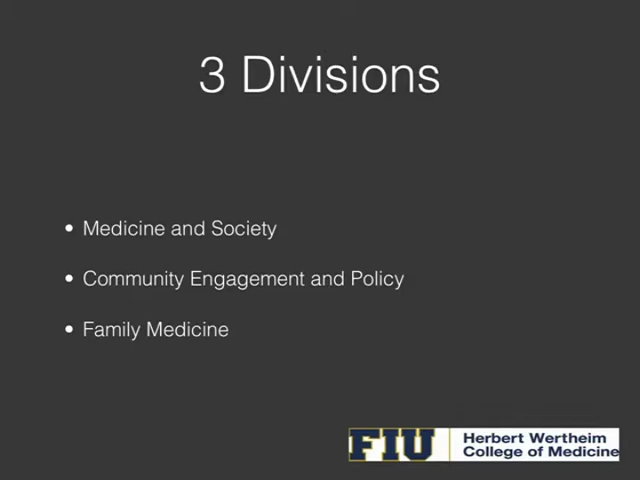 3 Divisions
• Medicine and Society
• Community Engagement and Policy
• Family Medicine
FIU
Herbert Wertheim
College of Medicine